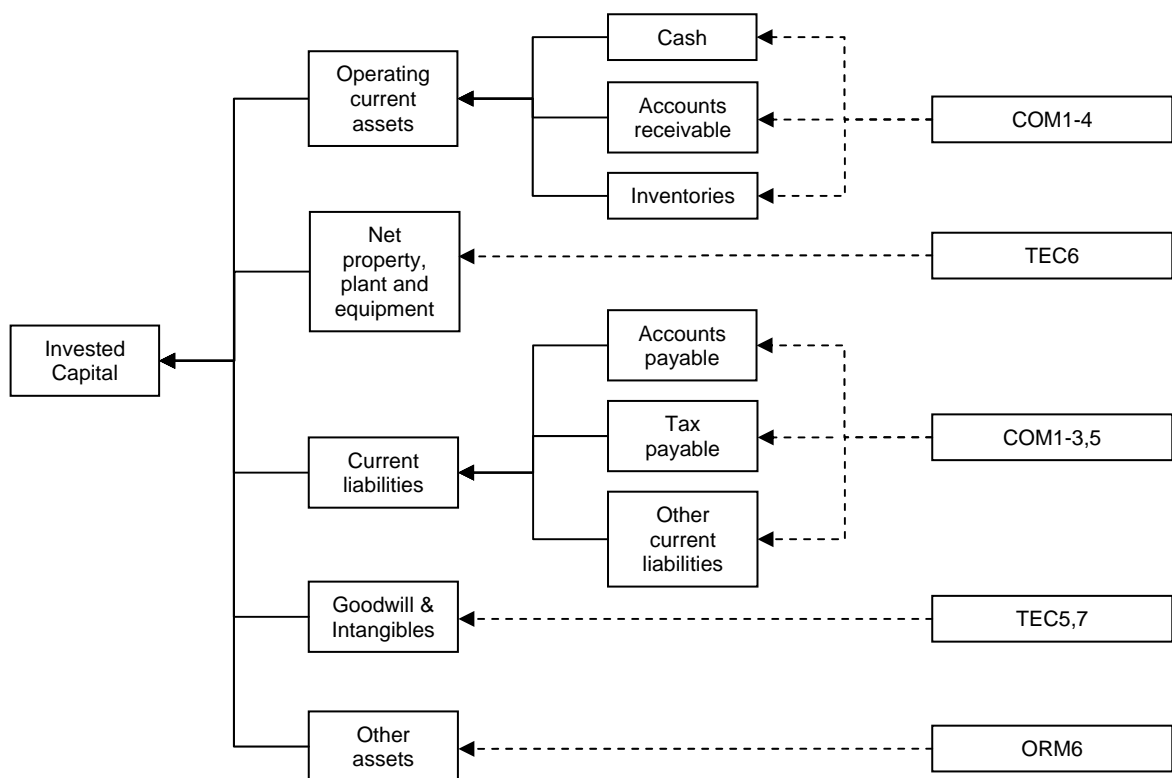 Cash
Operating
current
assets
Accounts
receivable
COM1-4
Inventories
Net
property,
plant and
equipment
TEC6
Invested
Capital
Accounts
payable
Tax
payable
COM1-3,5
Current
liabilities
Other
current
liabilities
Goodwill &
Intangibles
TEC5,7
Other
assets
ORM6